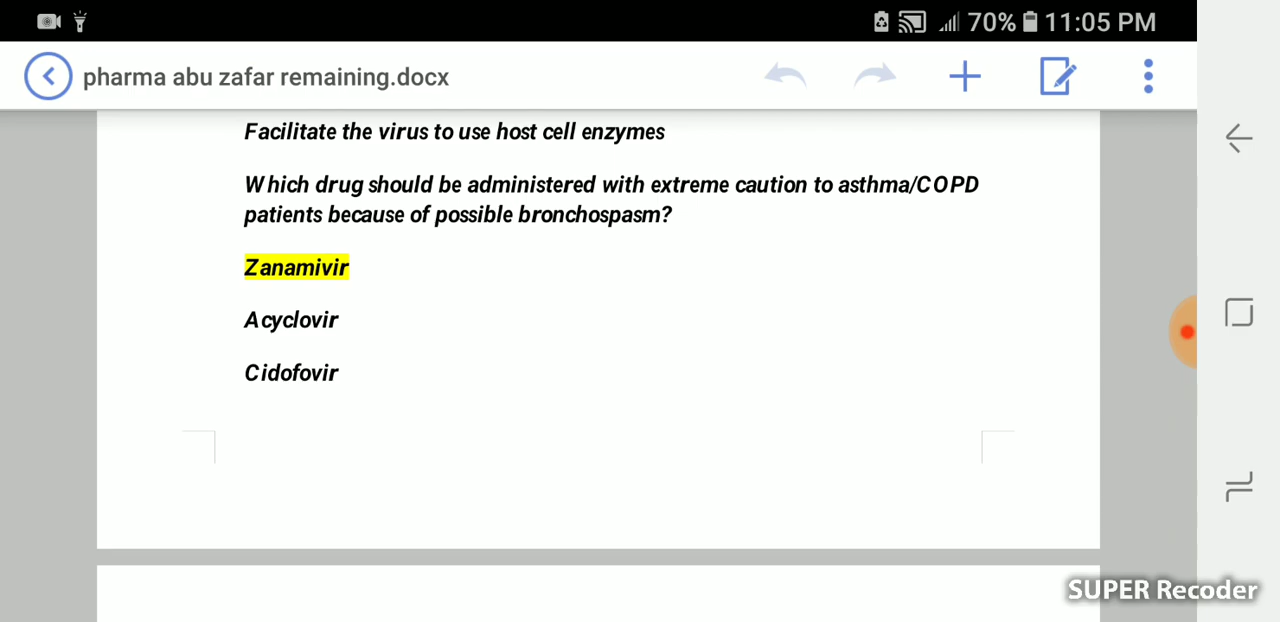 70% 11:05 PM
pharma abu zafar remaining.docx
Facilitate the virus to use host cell enzymes
Which drug should be administered with extreme caution to asthma/COPD
patients because of possible bronchospasm?
Zanamivir
Acyclovir
Cidofovir
SUPER Recoder